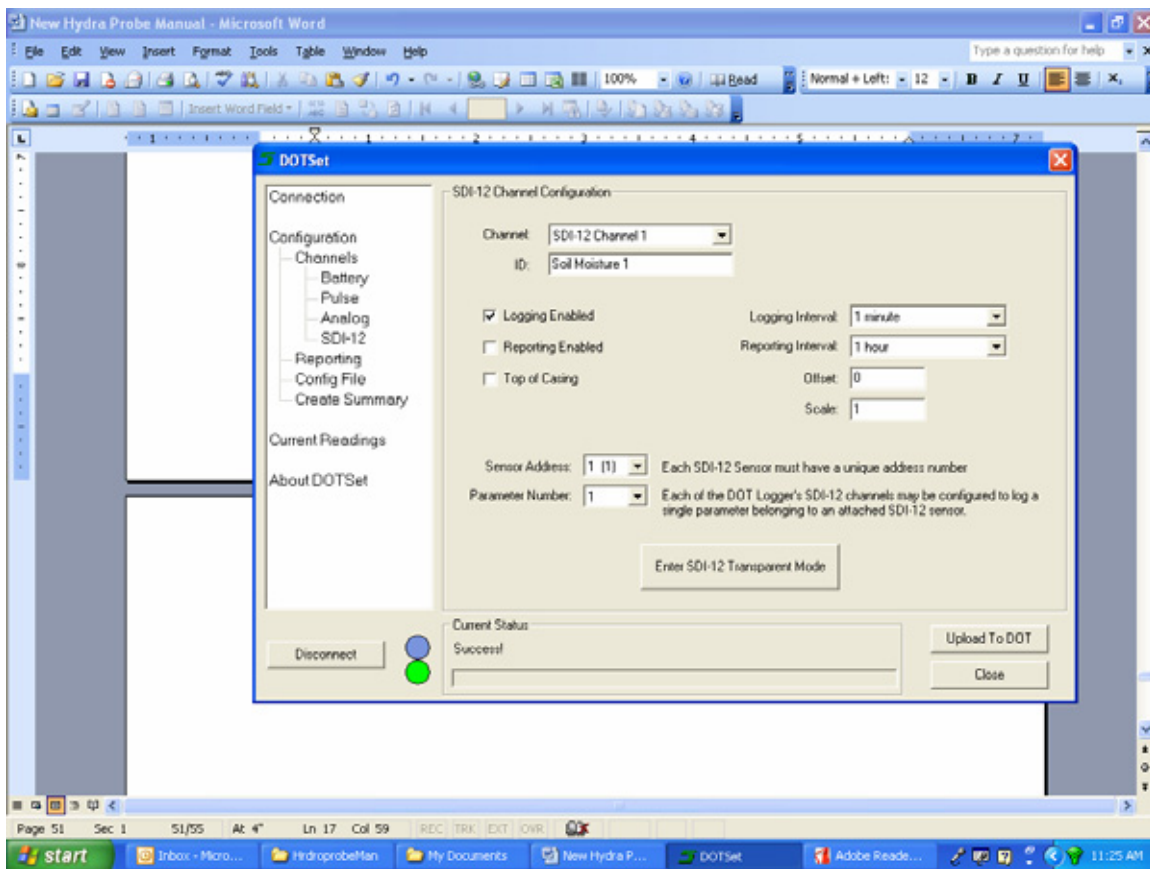 New Hydra Probe Manual - Microsoft Word
File Edit View Insert Format Tools Table Window Help
Type a question for help
100%
Read
Normal + Left:
12
B I U
Insert Word Field
1 1 2 3 4 5 7
DOTSet
Connection
Configuration
Channels
Battery
Pulse
Analog
SDI-12
Reporting
Config File
Create Summary
Current Readings
About DOTSet
SDI-12 Channel Configuration
Channel: SDI-12 Channel 1
ID: Soil Moisture 1
Logging Enabled
Logging Interval: 1 minute
Reporting Enabled
Reporting Interval: 1 hour
Top of Casing
Offset: 0
Scale: 1
Sensor Address: 1 (1) Each SDI-12 Sensor must have a unique address number
Parameter Number: 1 Each of the DOT Logger's SDI-12 channels may be configured to log a
single parameter belonging to an attached SDI-12 sensor.
Enter SDI-12 Transparent Mode
Disconnect
Current Status
Success!
Upload To DOT
Close
Page 51 Sec 1 51/55 At 4" Ln 17 Col 59 REC TRK EXT OVR
start
Inbox - Micro...
HrdroprobeMan
My Documents
New Hydra P...
DOTSet
Adobe Reade...
11:25 AM